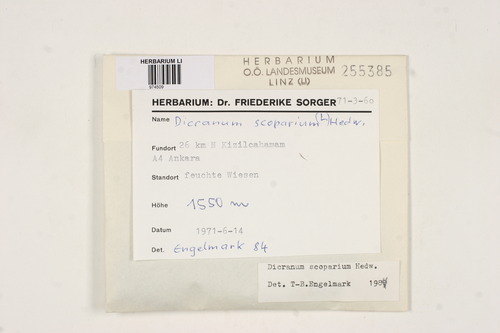 HERBARIUM LI
974509
HERBARIUM
O.Ö. LANDESMUSEUM
LINZ (LI)
255385
HERBARIUM: Dr. FRIEDERIKE SORGER 71-3-60
Name Dicranum scoparium (L) Hedw.
Fundort 26 km N Kizilcahamam
A4 Ankara
Standort feuchte Wiesen
Höhe 1550 m
Datum 1971-6-14
Det. Engelmark 84
Dicranum scoparium Hedw.
Det. T-B.Engelmark 1984